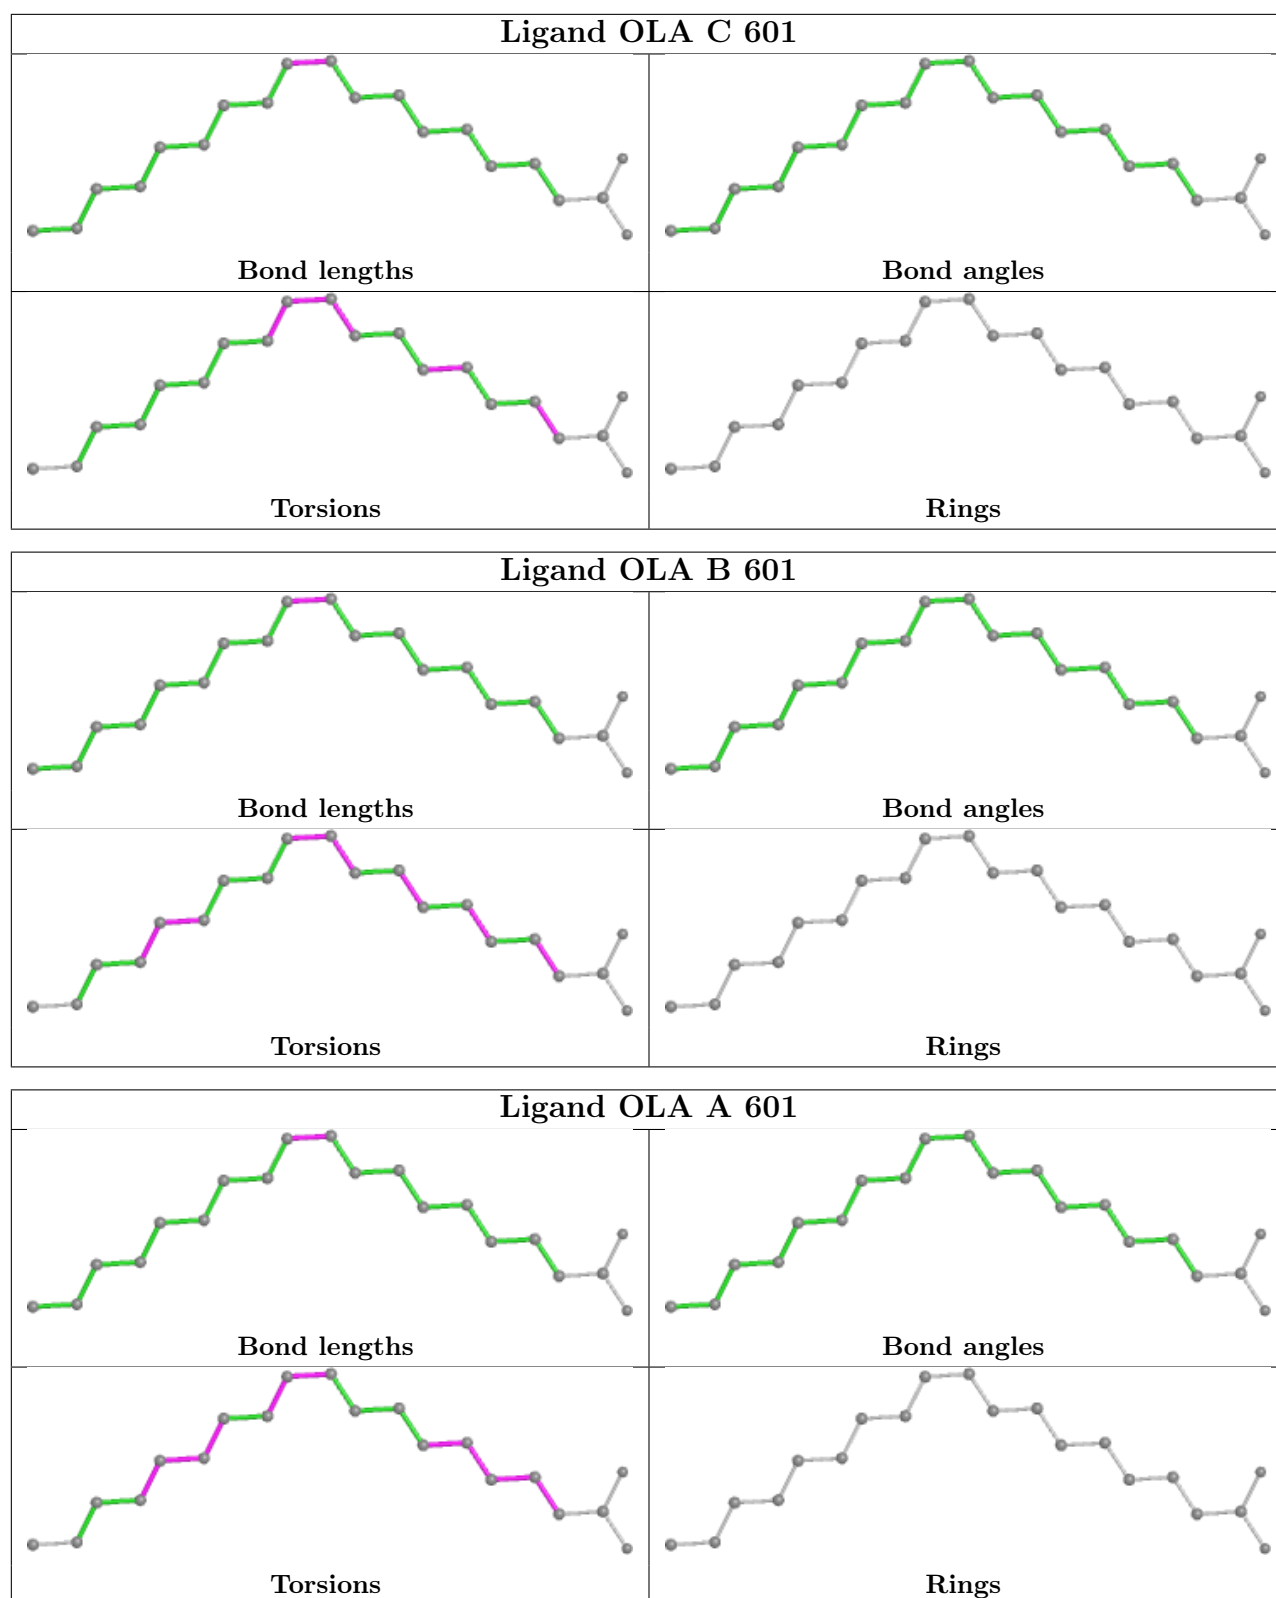 Ligand OLA C 601
Bond lengths
Bond angles
Torsions
Rings
Ligand OLA B 601
Bond lengths
Bond angles
Torsions
Rings
Ligand OLA A 601
Bond lengths
Bond angles
Torsions
Rings